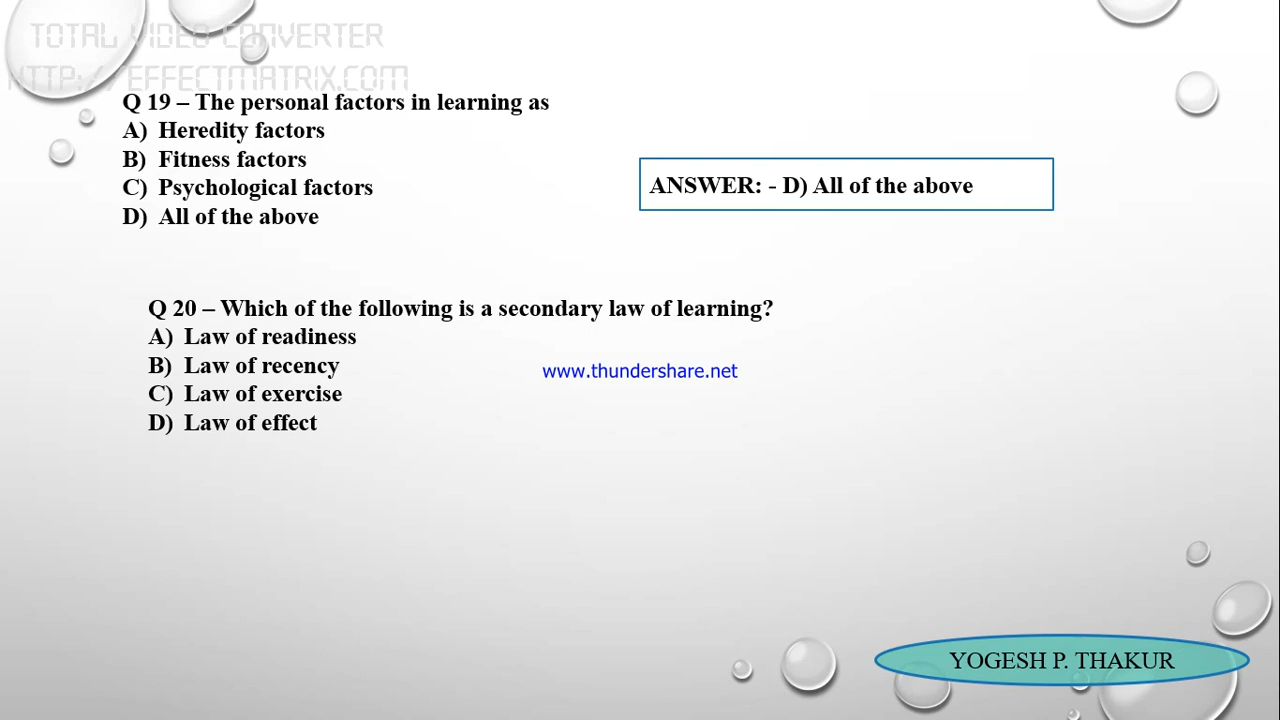 TOTAL VIDEO CONVERTER
HTTP://EFFECTMATRIX.COM
Q 19 – The personal factors in learning as
A) Heredity factors
B) Fitness factors
C) Psychological factors
D) All of the above
ANSWER: - D) All of the above
Q 20 – Which of the following is a secondary law of learning?
A) Law of readiness
B) Law of recency
C) Law of exercise
D) Law of effect
www.thundershare.net
YOGESH P. THAKUR